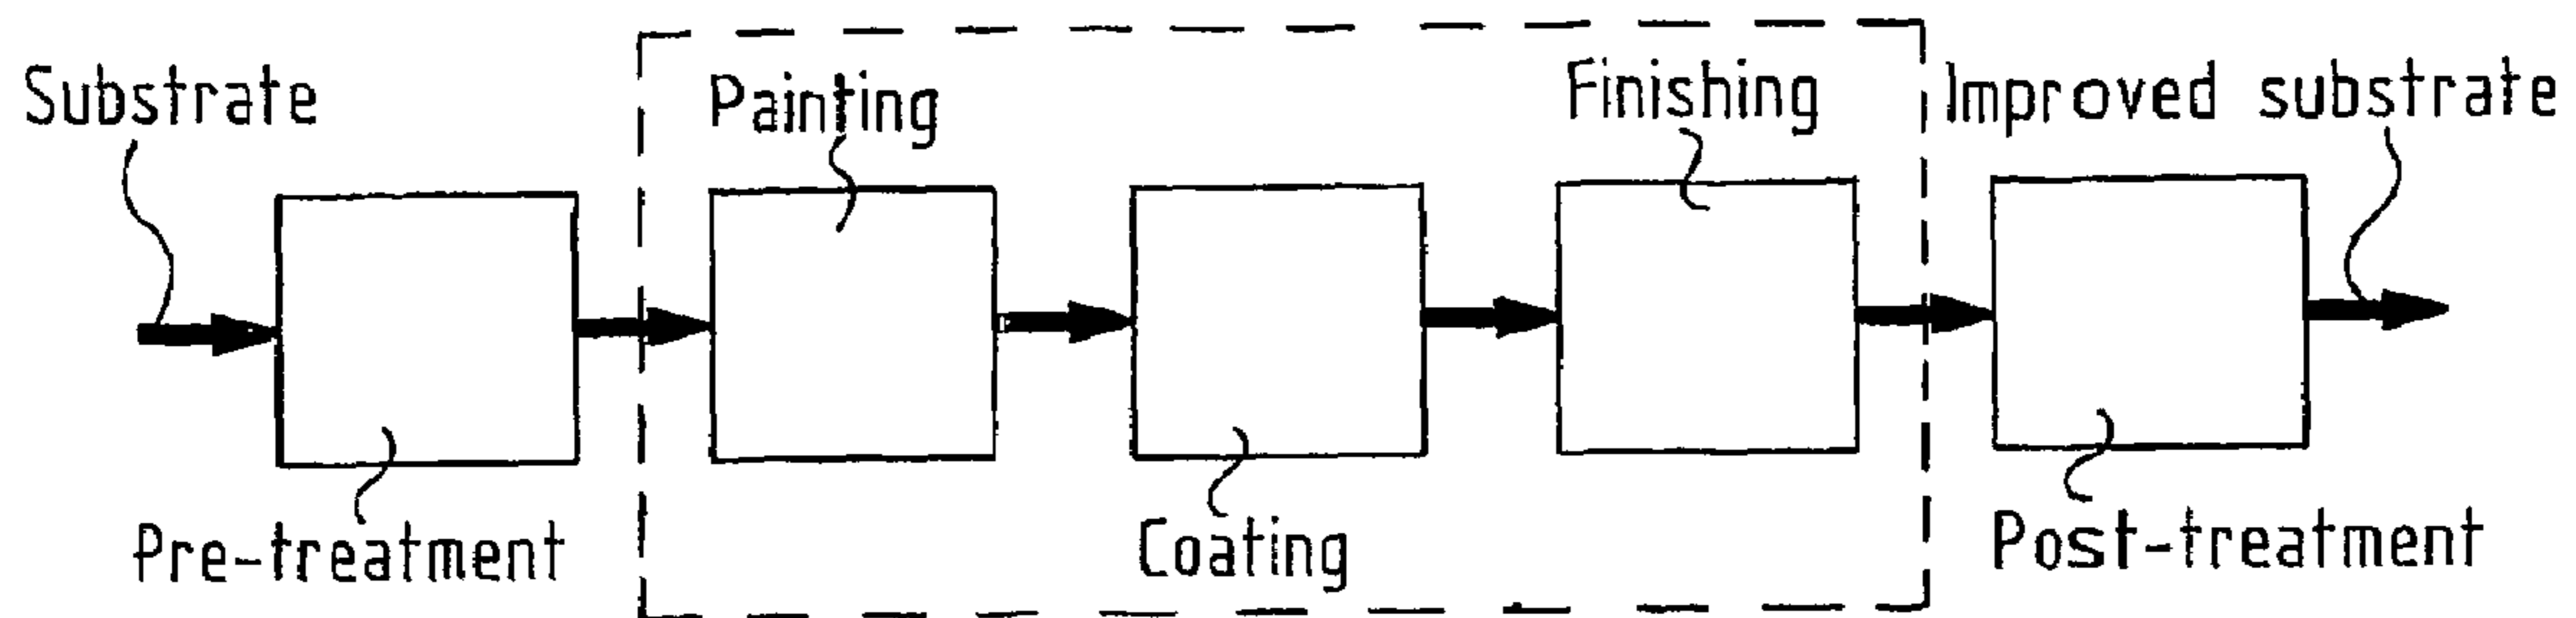 Substrate
Painting
Finishing
Improved substrate
Pre-treatment
Coating
Post-treatment